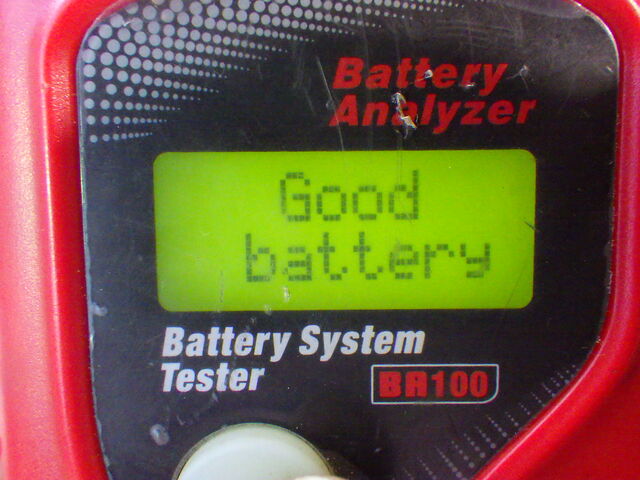 Battery
Analyzer
Good
battery
Battery System
Tester
BA100